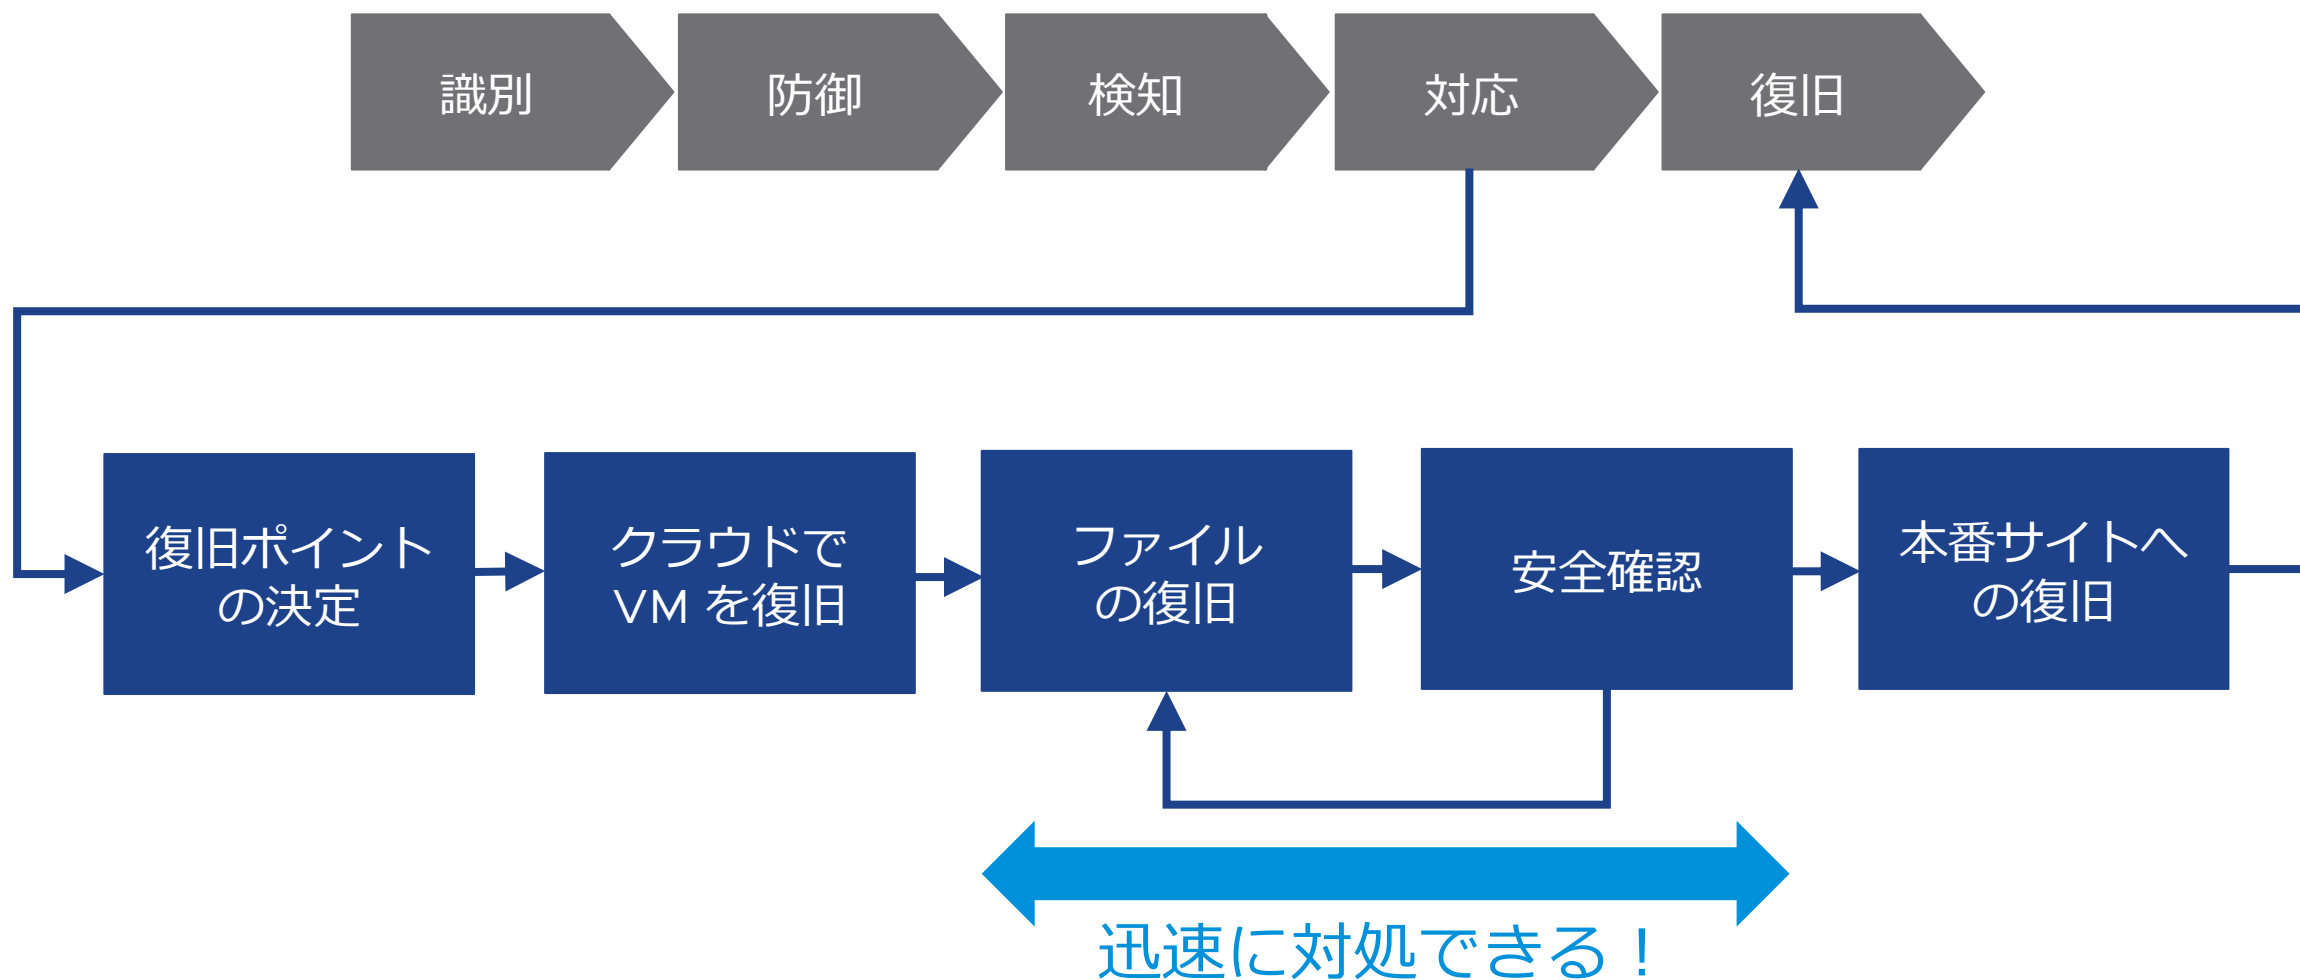 識別
防御
検知
対応
復旧
復旧ポイント
の決定
クラウドで
VM を復旧
ファイル
の復旧
安全確認
本番サイトへ
の復旧
迅速に対処できる！